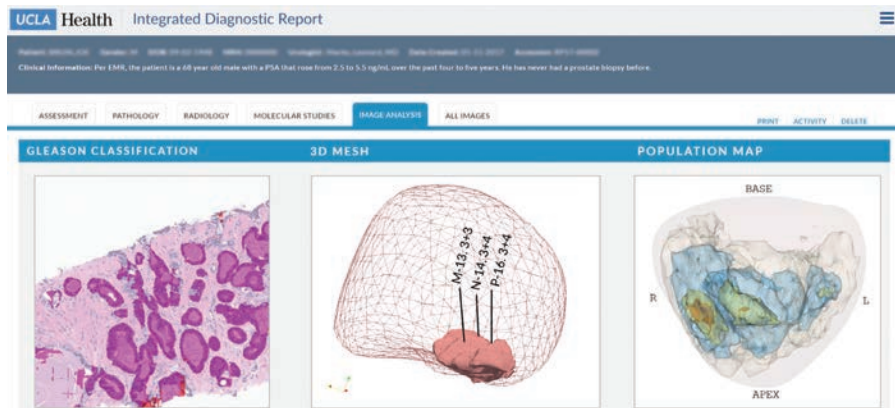 UCLA Health Integrated Diagnostic Report
Clinical Information: Per EMR, the patient is a 68 year old male with a PSA that rose from 2.5 to 5.5 ng/mL over the past four to five years. He has never had a prostate biopsy before.
ASSESSMENT PATHOLOGY RADIOLOGY MOLECULAR STUDIES IMAGE ANALYSIS ALL IMAGES
PRINT ACTIVITY DELETE
GLEASON CLASSIFICATION 3D MESH POPULATION MAP
M-13, 3+3
N-14, 3+4
P-16, 3+4
BASE
R L
APEX